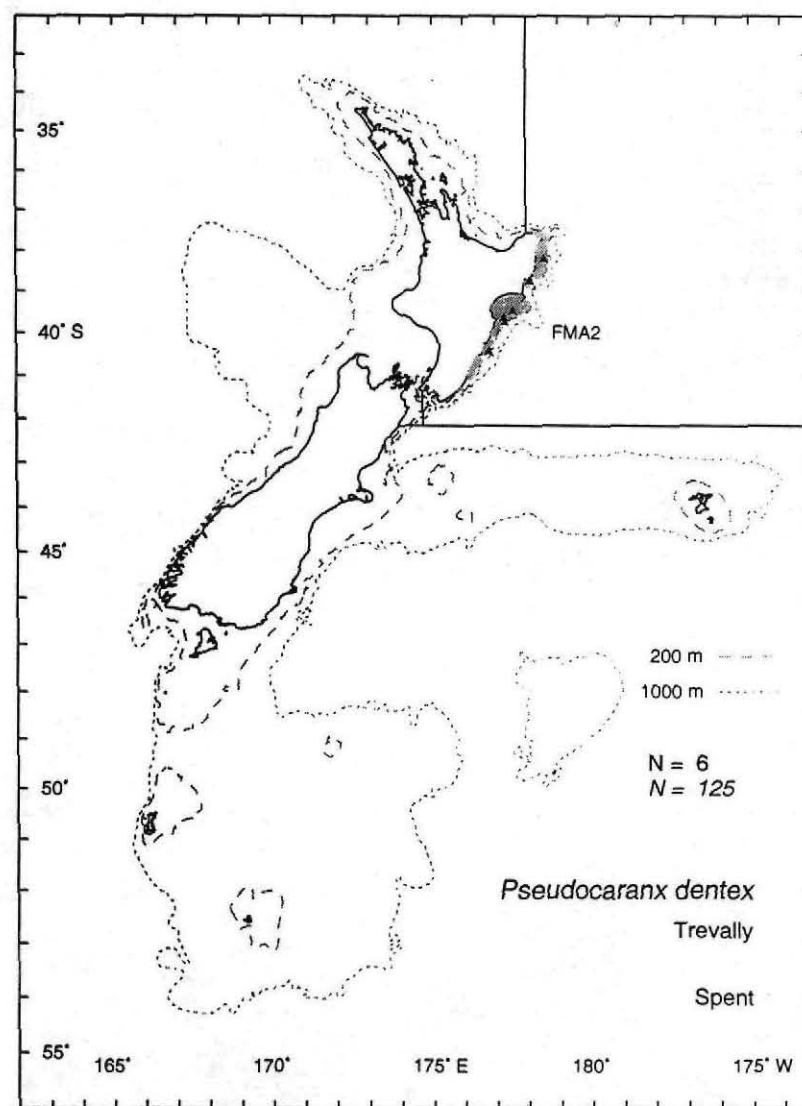 35°
40° S
FMA2
45°
200 m
1000 m
N = 6
N = 125
50°
Pseudocaranx dentex
Trevally
Spent
55°
165° 170° 175° E 180° 175° W